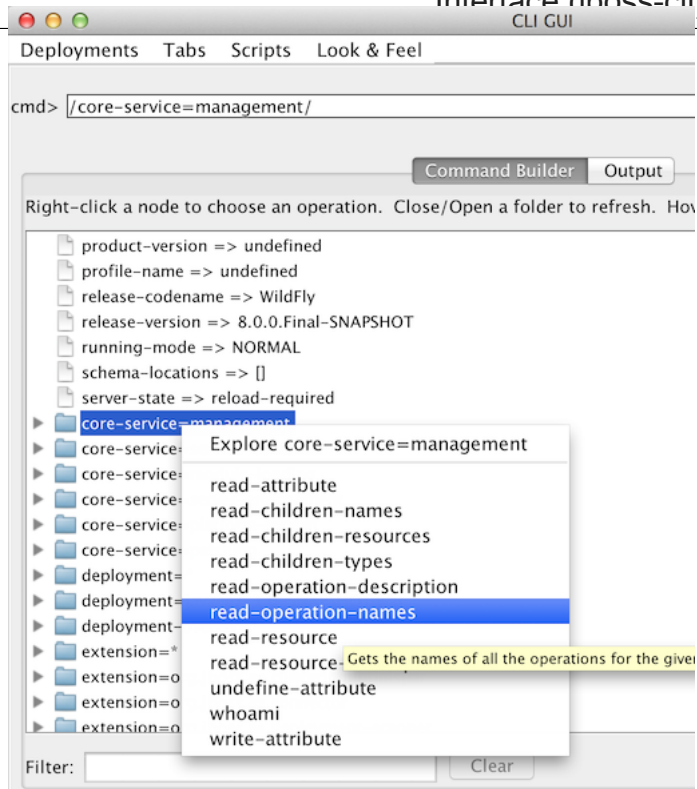 CLI GUI
Deployments Tabs Scripts Look & Feel
cmd> /core-service=management/
Command Builder Output
Right-click a node to choose an operation. Close/Open a folder to refresh.
product-version => undefined
profile-name => undefined
release-codename => WildFly
release-version => 8.0.0.Final-SNAPSHOT
running-mode => NORMAL
schema-locations => []
server-state => reload-required
core-service=management
Explore core-service=management
core-service=
core-service=
read-attribute
core-service=
read-children-names
core-service=
read-children-resources
core-service=
read-children-types
deployment=
read-operation-description
deployment=
read-operation-names
deployment=
read-resource
extension=*
read-resource-
Gets the names of all the operations for the given
extension=o
undefine-attribute
extension=o
whoami
extension=o
write-attribute
Filter:
Clear